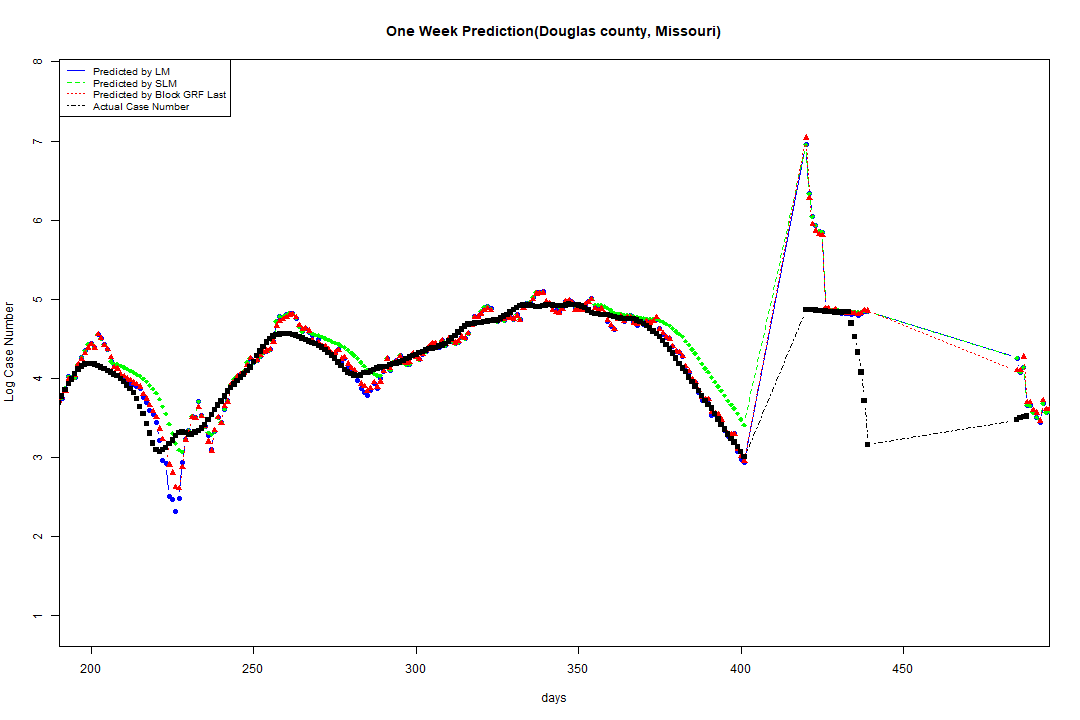 One Week Prediction(Douglas county, Missouri)
Predicted by LM
Predicted by SLM
Predicted by Block GRF Last
Actual Case Number
Log Case Number
8
7
6
5
4
3
2
1
200 250 300 350 400 450
days